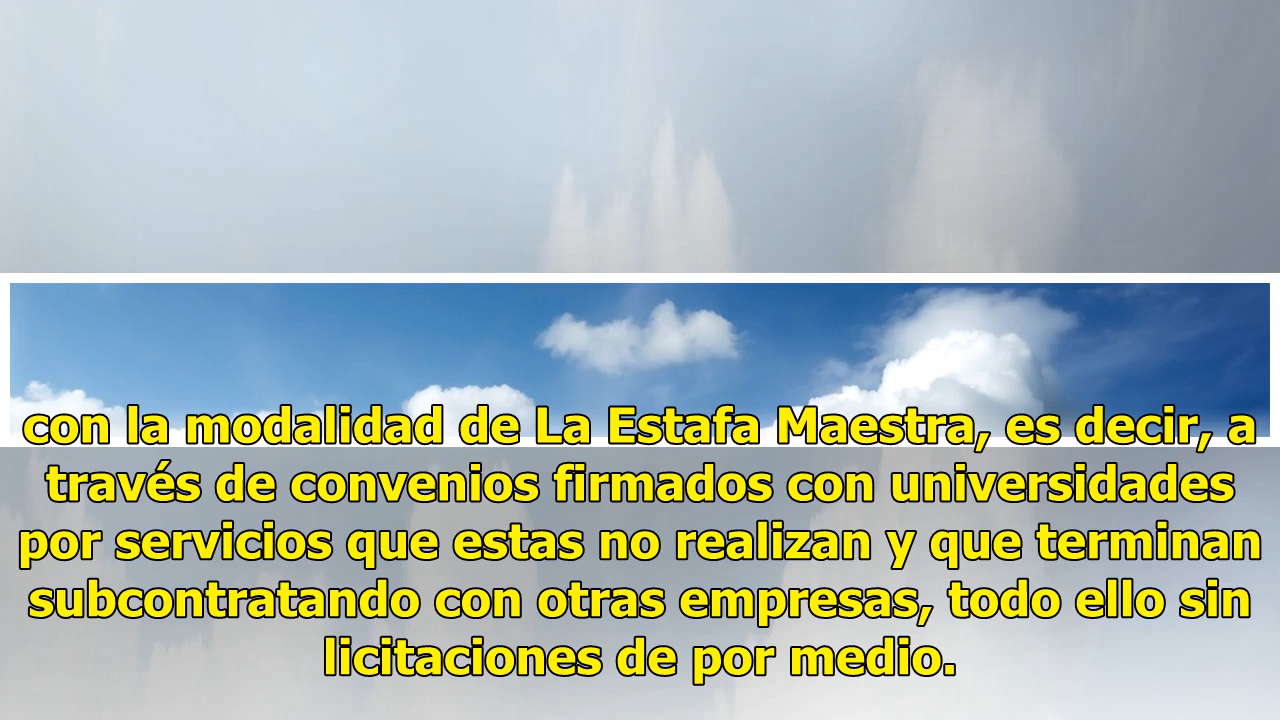 con la modalidad de La Estafa Maestra, es decir, a
través de convenios firmados con universidades
por servicios que estas no realizan y que terminan
subcontratando con otras empresas, todo ello sin
licitaciones de por medio.